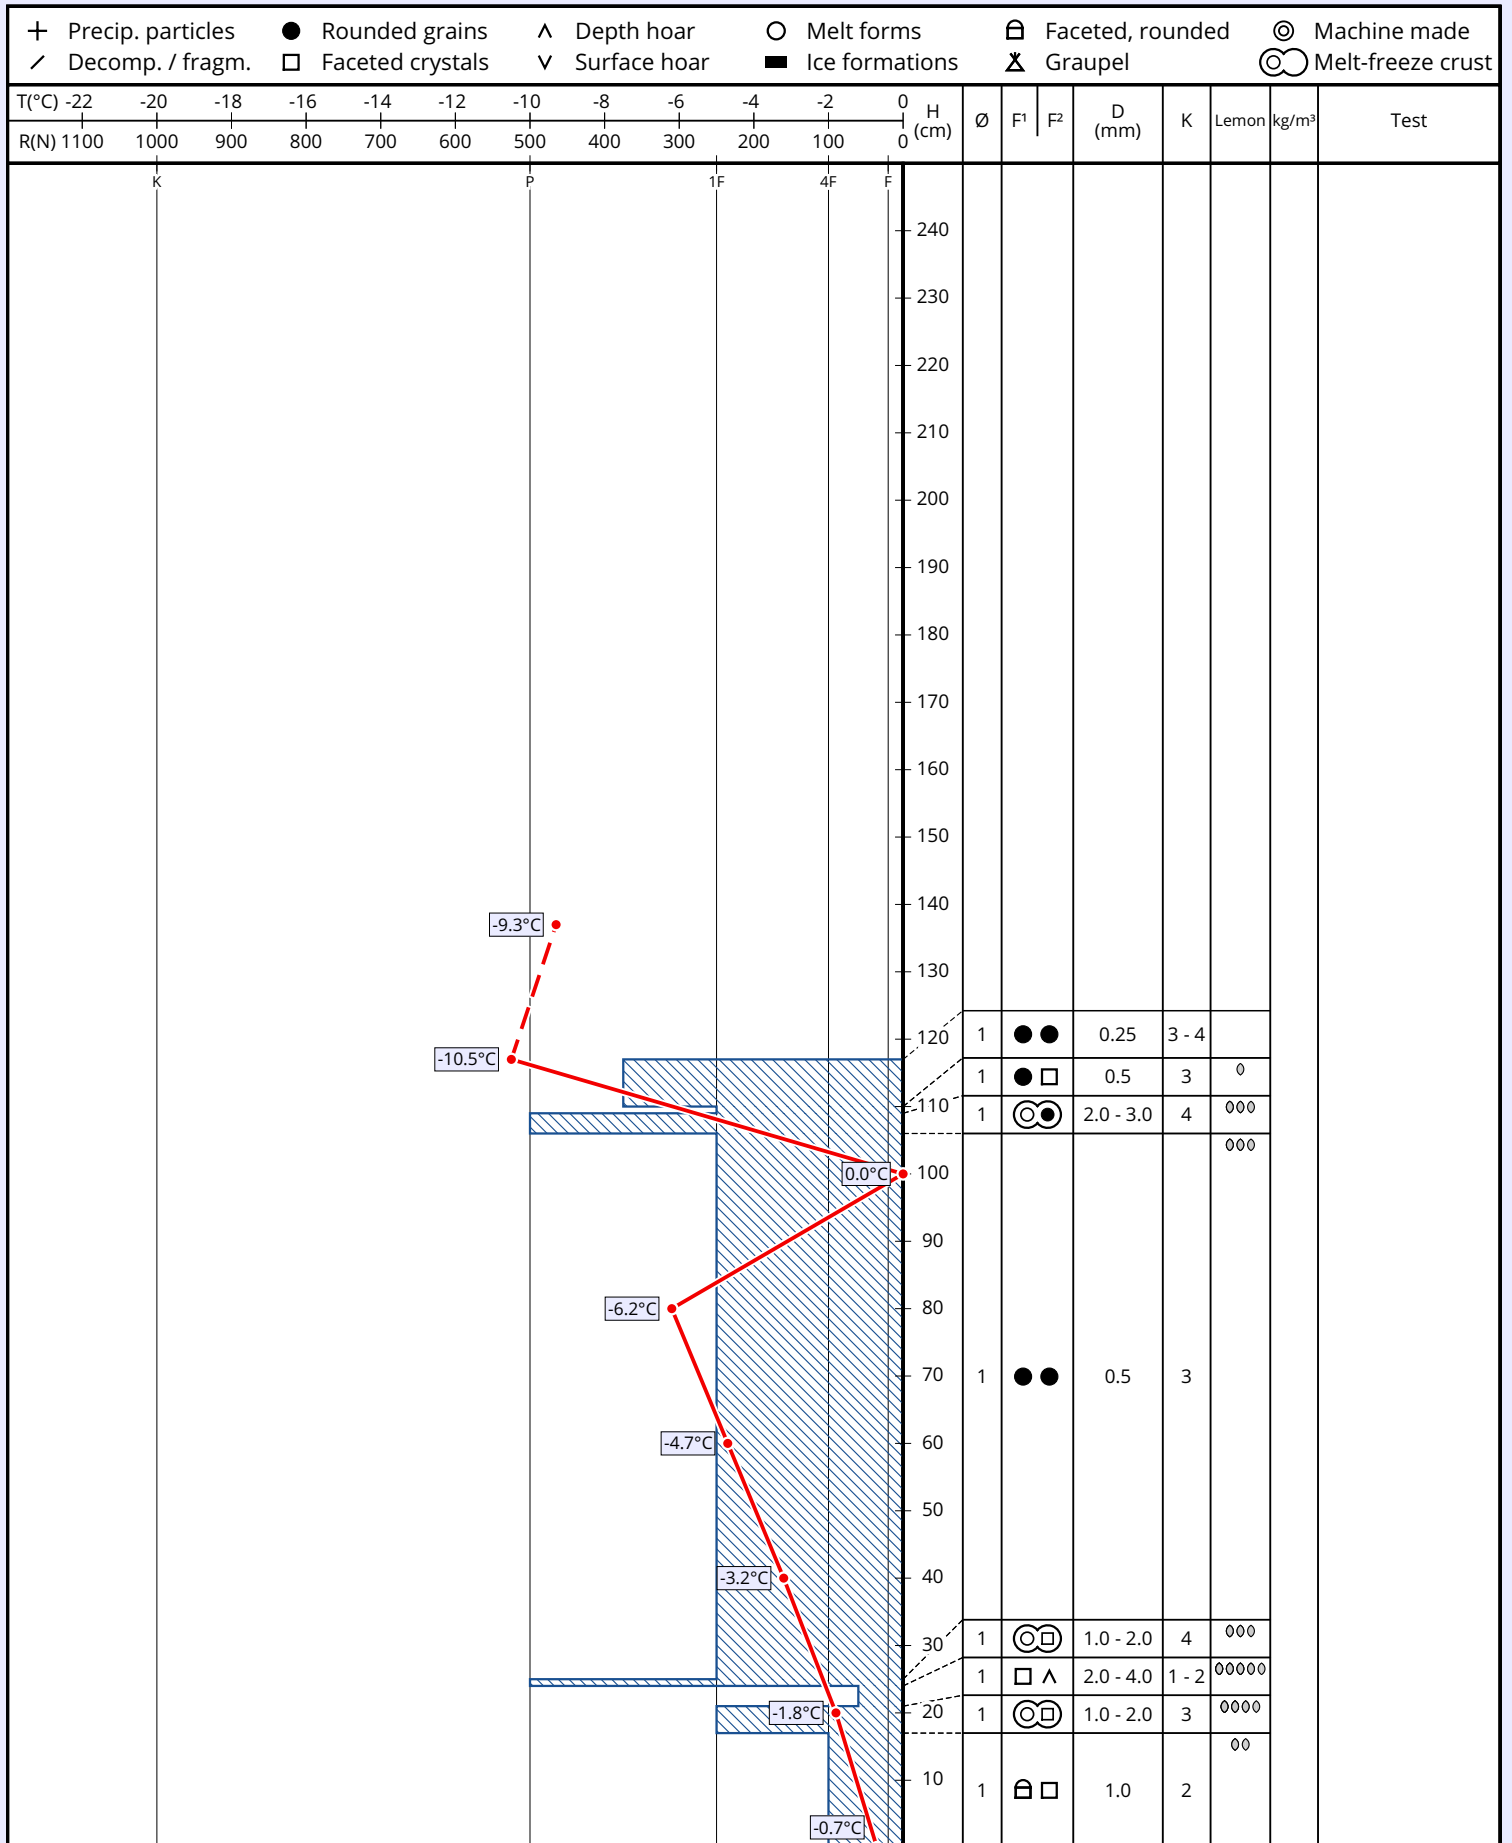 Precip. particles Rounded grains Depth hoar Melt forms Faceted, rounded Machine made
Decomp. / fragm. Faceted crystals Surface hoar Ice formations Graupel Melt-freeze crust
T(°C) -22 -20 -18 -16 -14 -12 -10 -8 -6 -4 -2 0
R(N) 1100 1000 900 800 700 600 500 400 300 200 100 0
H (cm) Ø F¹ F² D (mm) K Lemon kg/m³ Test
K P 1F 4F F
240
230
220
210
200
190
180
170
160
150
140
-9.3°C
130
120 1 0.25 3 - 4
-10.5°C
1 0.5 3
110 1 2.0 - 3.0 4
0.0°C 100
90
-6.2°C 80
70 1 0.5 3
-4.7°C 60
50
-3.2°C 40
30 1 1.0 - 2.0 4
1 2.0 - 4.0 1 - 2
-1.8°C 20 1 1.0 - 2.0 3
10 1 1.0 2
-0.7°C